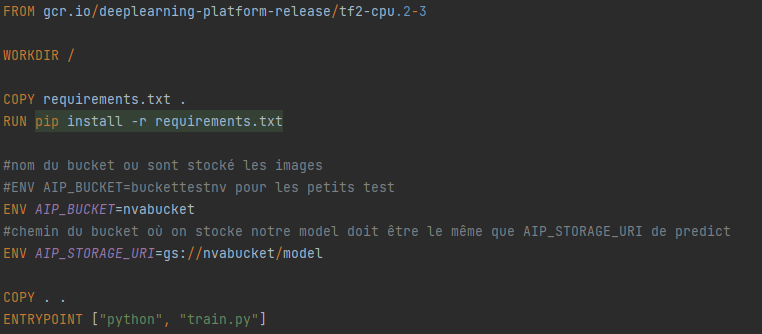 FROM gcr.io/deeplearning-platform-release/tf2-cpu.2-3
WORKDIR /
COPY requirements.txt .
RUN pip install -r requirements.txt
#nom du bucket ou sont stocké les images
#ENV AIP_BUCKET=buckettestnv pour les petits test
ENV AIP_BUCKET=nvabucket
#chemin du bucket où on stocke notre model doit être le même que AIP_STORAGE_URI de predict
ENV AIP_STORAGE_URI=gs://nvabucket/model
COPY . .
ENTRYPOINT ["python", "train.py"]